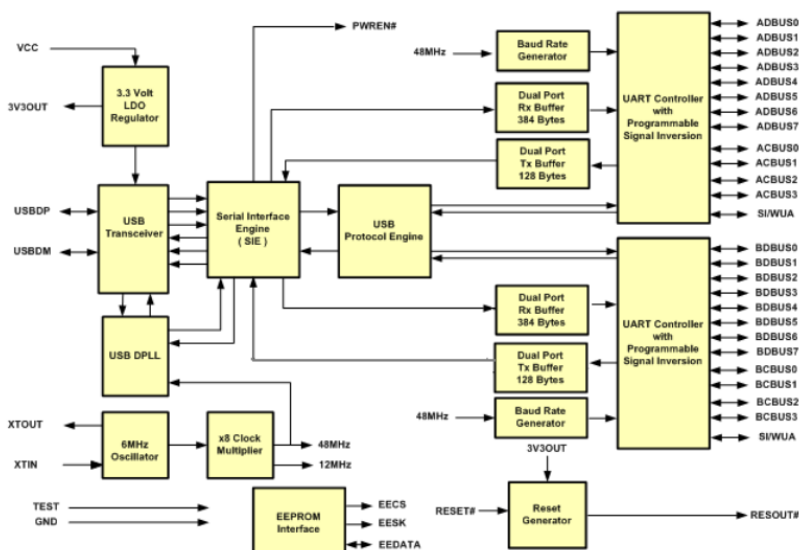 PWREN#
VCC
48MHz
Baud Rate
Generator
ADBUS0
ADBUS1
ADBUS2
ADBUS3
ADBUS4
ADBUS5
ADBUS6
ADBUS7
3.3 Volt
LDO
Regulator
3V3OUT
Dual Port
Rx Buffer
384 Bytes
UART Controller
with
Programmable
Signal Inversion
Dual Port
Tx Buffer
128 Bytes
ACBUS0
ACBUS1
ACBUS2
ACBUS3
SI/WUA
USBDP
USBDM
USB
Transceiver
Serial Interface
Engine
( SIE )
USB
Protocol Engine
BDBUS0
BDBUS1
BDBUS2
BDBUS3
BDBUS4
BDBUS5
BDBUS6
BDBUS7
Dual Port
Rx Buffer
384 Bytes
UART Controller
with
Programmable
Signal Inversion
USB DPLL
Dual Port
Tx Buffer
128 Bytes
BCBUS0
BCBUS1
BCBUS2
BCBUS3
SI/WUA
48MHz
Baud Rate
Generator
XTOUT
XTIN
6MHz
Oscillator
x8 Clock
Multiplier
48MHz
12MHz
3V3OUT
TEST
GND
EEPROM
Interface
EECS
EESK
EEDATA
RESET#
Reset
Generator
RESOUT#